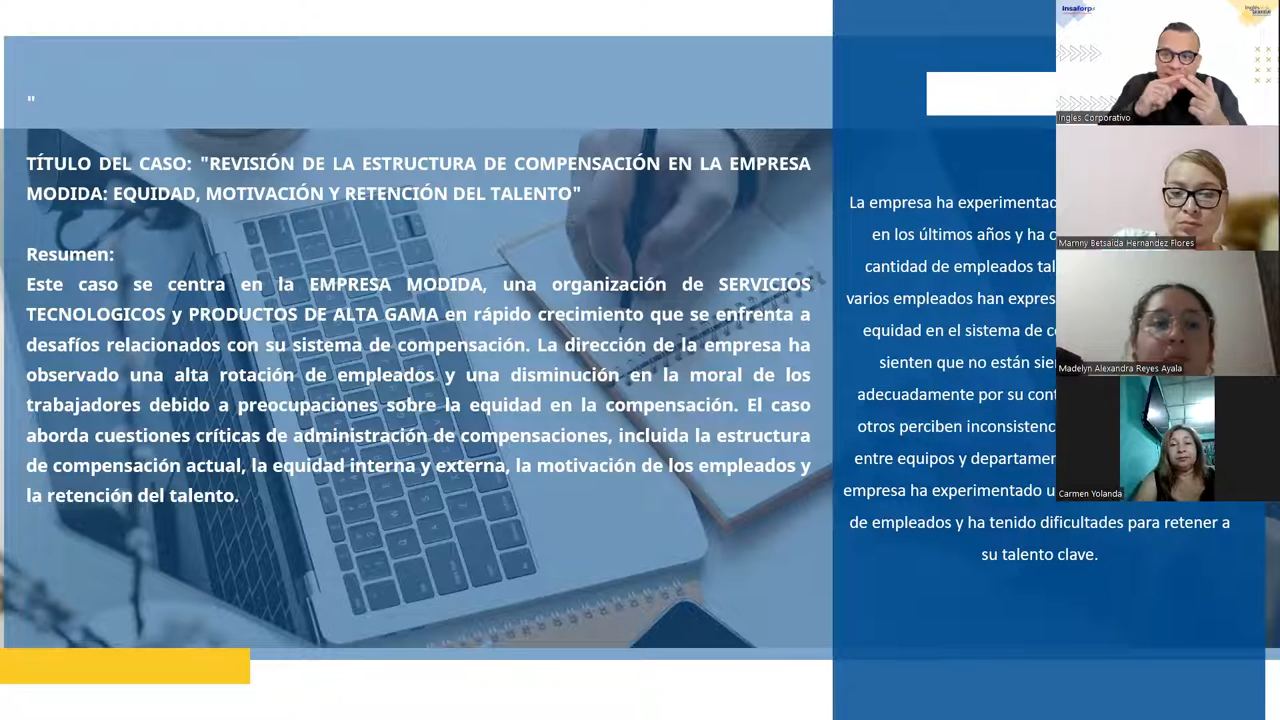 "
TÍTULO DEL CASO: "REVISIÓN DE LA ESTRUCTURA DE COMPENSACIÓN EN LA EMPRESA
MODIDA: EQUIDAD, MOTIVACIÓN Y RETENCIÓN DEL TALENTO"
Resumen:
Este caso se centra en la EMPRESA MODIDA, una organización de SERVICIOS
TECNOLOGICOS y PRODUCTOS DE ALTA GAMA en rápido crecimiento que se enfrenta a
desafíos relacionados con su sistema de compensación. La dirección de la empresa ha
observado una alta rotación de empleados y una disminución en la moral de los
trabajadores debido a preocupaciones sobre la equidad en la compensación. El caso
aborda cuestiones críticas de administración de compensaciones, incluida la estructura
de compensación actual, la equidad interna y externa, la motivación de los empleados y
la retención del talento.
La empresa ha
en los últimos años y ha
cantidad de empleados
varios empleados han
equidad en el sistema de
sienten que no están
adecuadamente por su
otros perciben
entre equipos y
empresa ha experimentado
de empleados y ha tenido dificultades para retener a
su talento clave.
Insaforp
Ingles Corporativo
Marnny Betsaida Hernandez Flores
Madelyn Alexandra Reyes Ayala
Carmen Yolanda